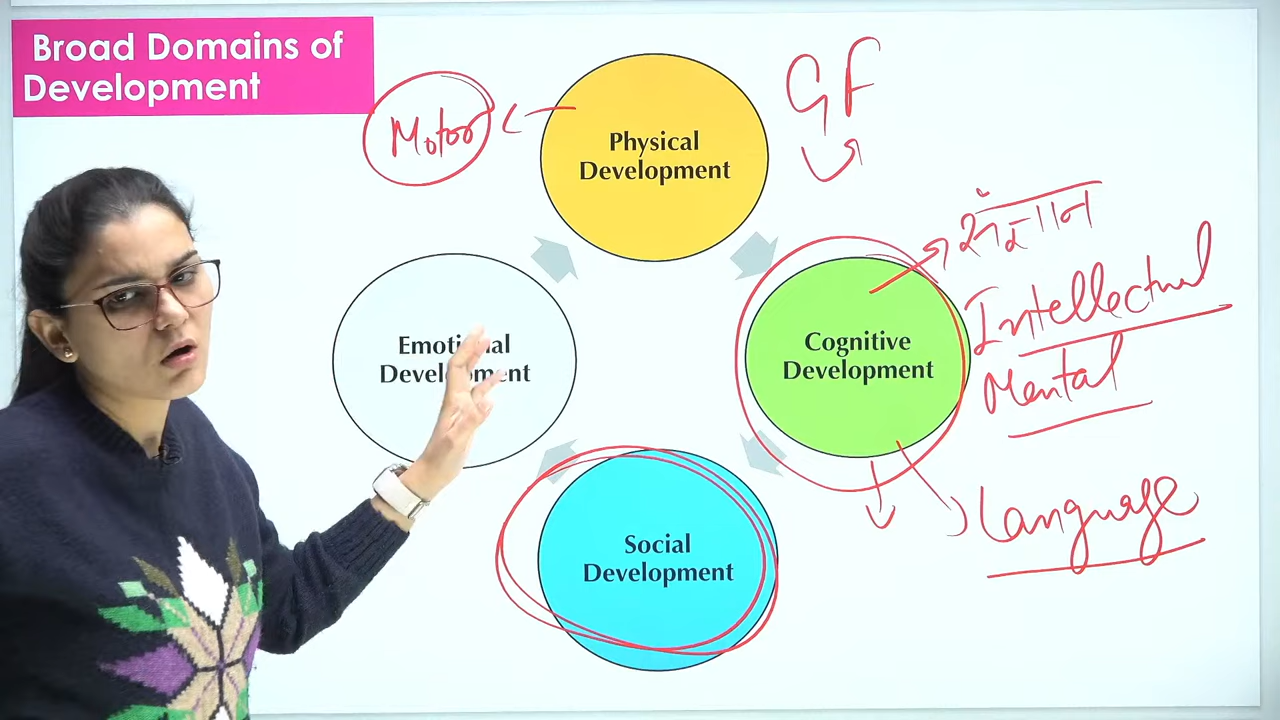 Broad Domains of
Development
Motor
Physical
Development
G F
संज्ञान
Intellectual
Mental
Cognitive
Development
Language
Social
Development
Emotional
Development